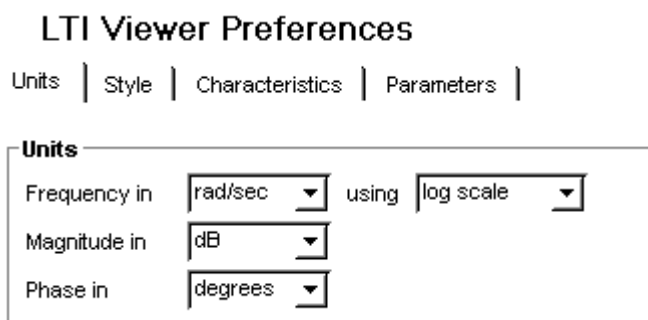 LTI Viewer Preferences
Units | Style | Characteristics | Parameters |
Units
Frequency in rad/sec using log scale
Magnitude in dB
Phase in degrees